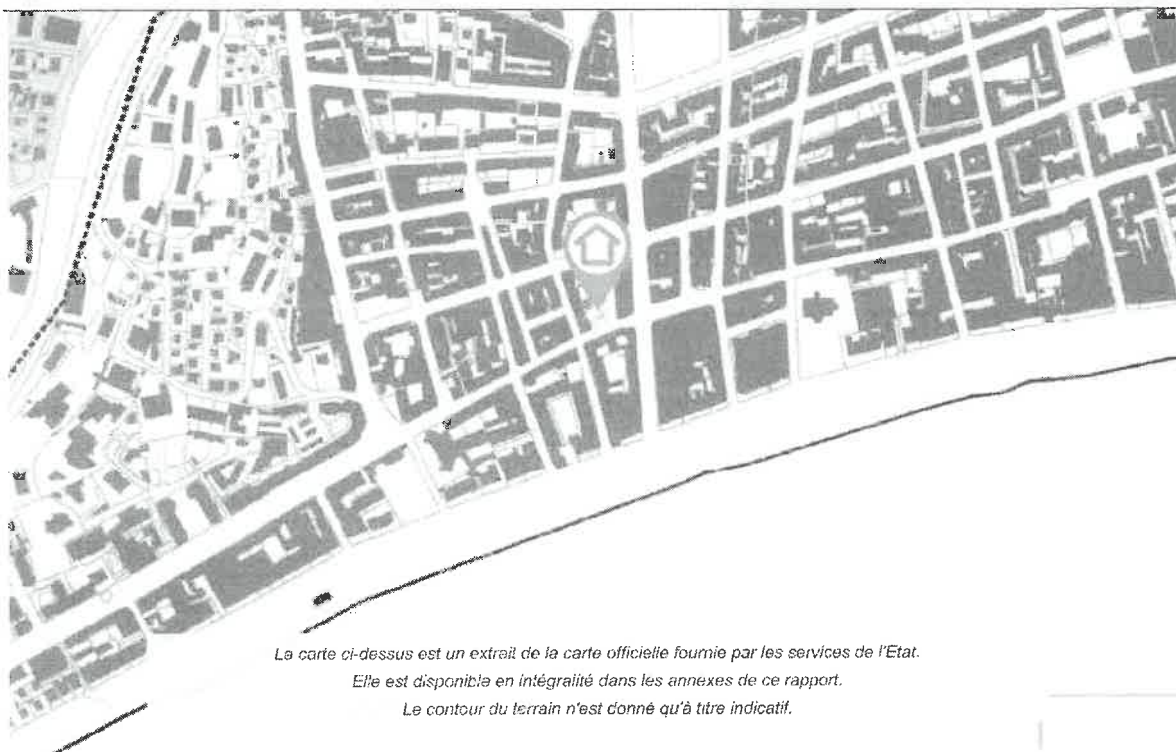 La carte ci-dessus est un extrait de la carte officielle fournie par les services de l'Etat.
Elle est disponible en intégralité dans les annexes de ce rapport.
Le contour du terrain n'est donné qu'à titre indicatif.